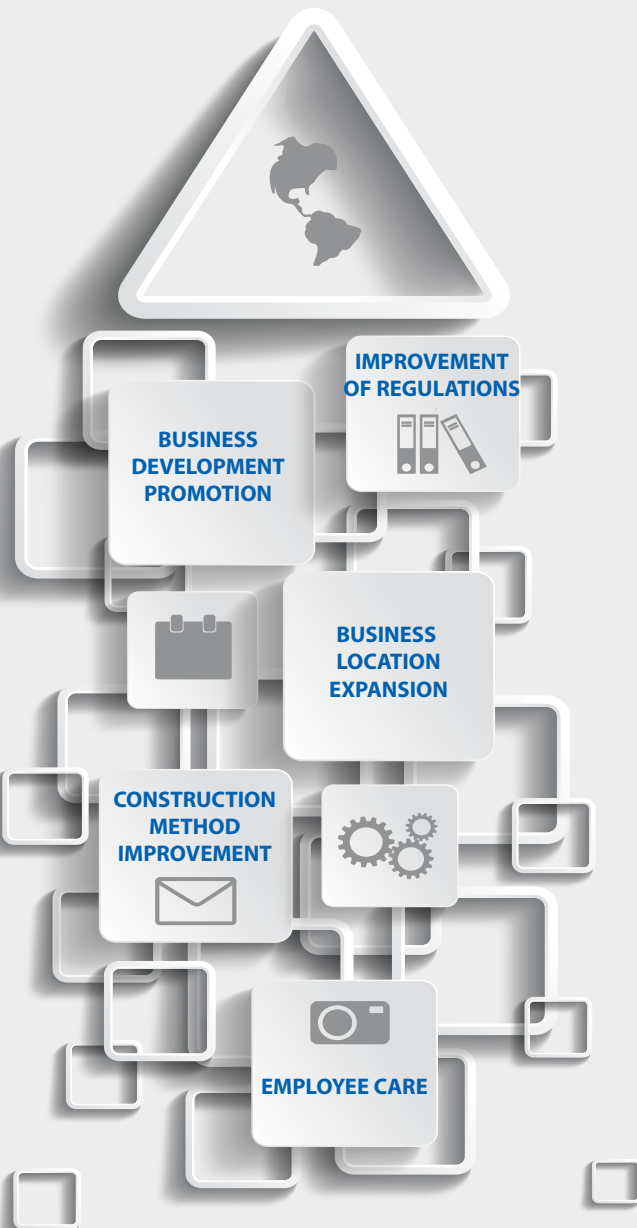 IMPROVEMENT
OF REGULATIONS
BUSINESS
DEVELOPMENT
PROMOTION
BUSINESS
LOCATION
EXPANSION
CONSTRUCTION
METHOD
IMPROVEMENT
EMPLOYEE CARE